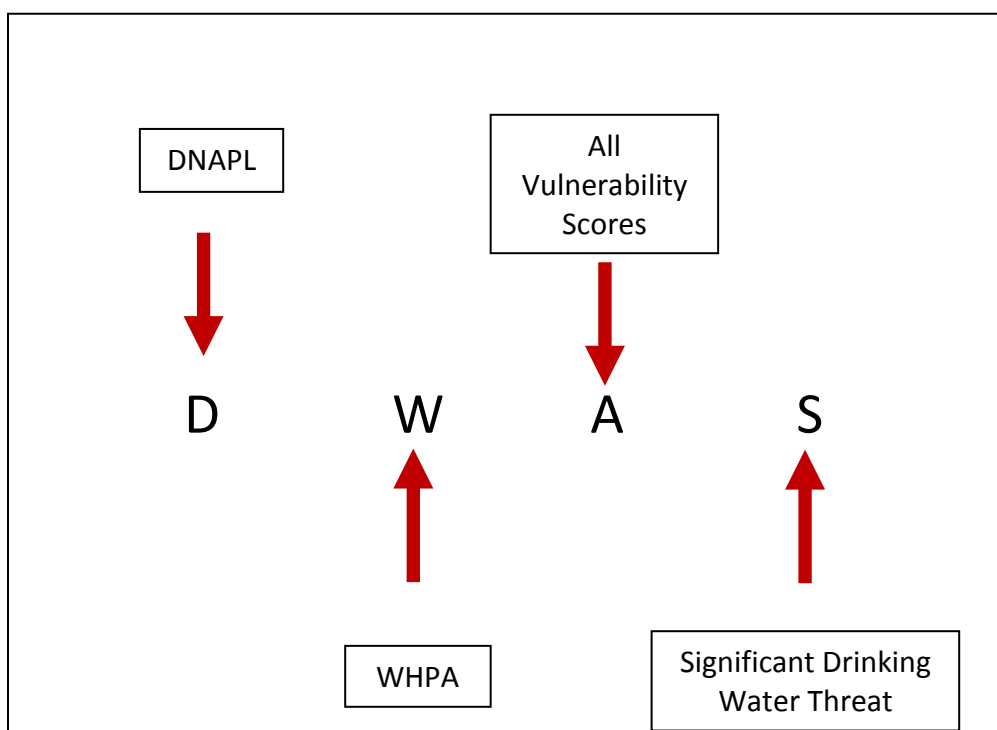 DNAPL
All
Vulnerability
Scores
D W A S
WHPA
Significant Drinking
Water Threat